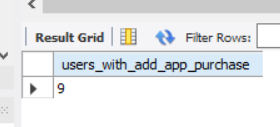 Result Grid Filter Rows:
users_with_add_app_purchase
9